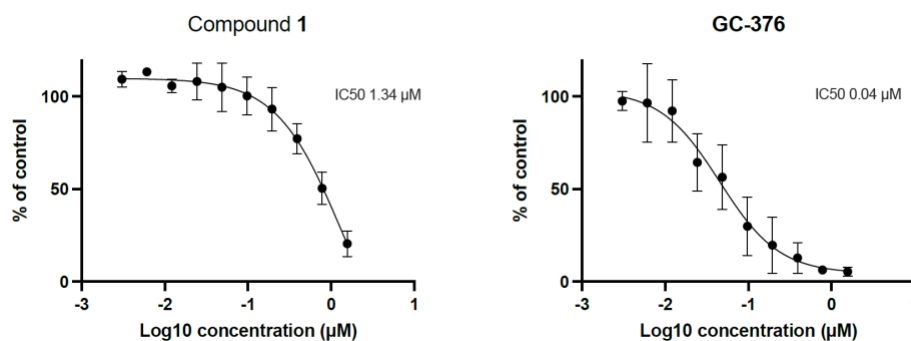 Compound 1
% of control
100
50
0
-3
-2
-1
0
1
Log10 concentration (µM)
IC50 1.34 µM
GC-376
% of control
100
50
0
-3
-2
-1
0
Log10 concentration (µM)
IC50 0.04 µM